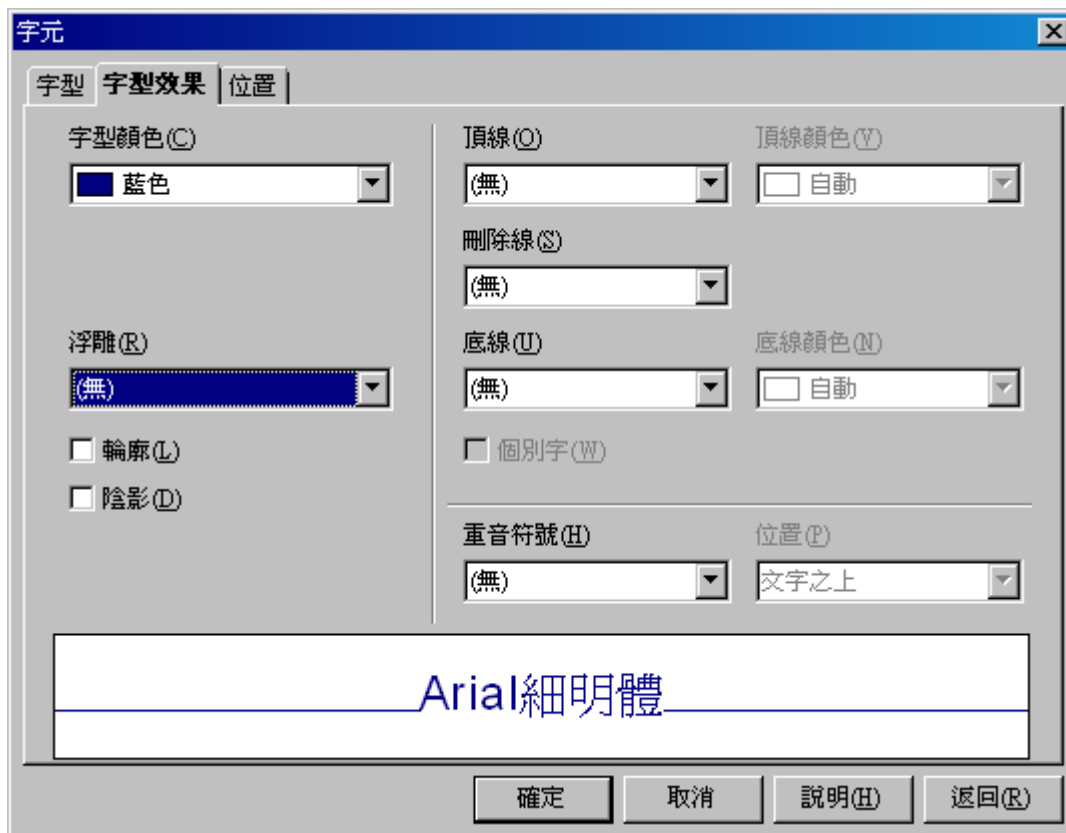 字元
字型 字型效果 位置
字型顏色(C) 頂線(O) 頂線顏色(V)
藍色 (無) 自動
刪除線(S)
(無)
浮雕(R) 底線(U) 底線顏色(N)
(無) (無) 自動
輪廓(L) 個別字(W)
陰影(D)
重音符號(H) 位置(P)
(無) 文字之上
Arial細明體
確定 取消 說明(H) 返回(R)